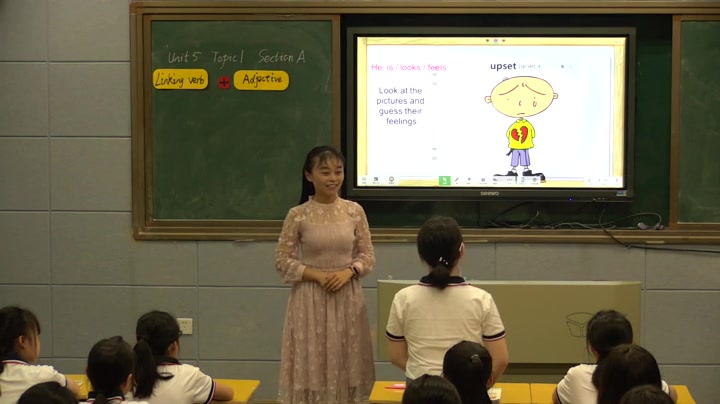 Unit 5 Topic 1 Section A
Linking verb + Adjective
He is / looks / feels
upset
Look at the
pictures and
guess their
feelings